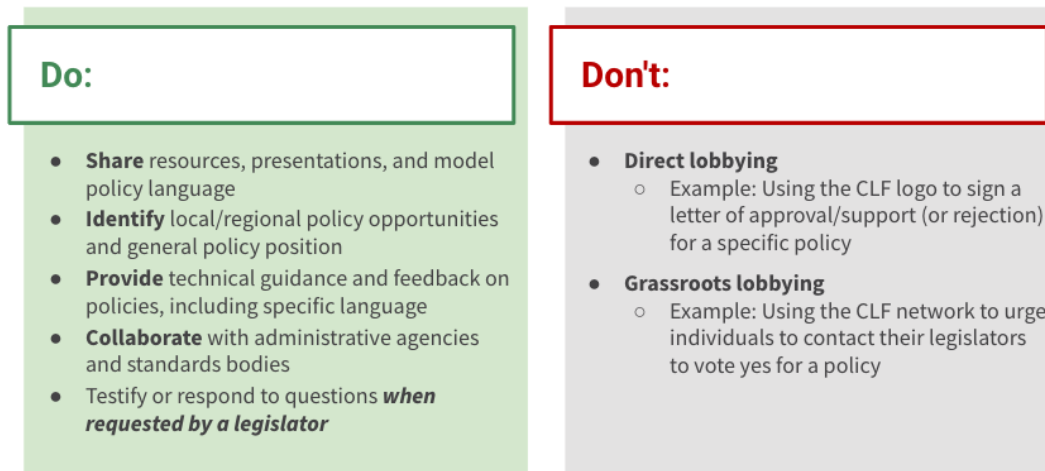 Do:
● Share resources, presentations, and model
policy language
● Identify local/regional policy opportunities
and general policy position
● Provide technical guidance and feedback on
policies, including specific language
● Collaborate with administrative agencies
and standards bodies
● Testify or respond to questions when
requested by a legislator
Don't:
● Direct lobbying
○ Example: Using the CLF logo to sign a
letter of approval/support (or rejection)
for a specific policy
● Grassroots lobbying
○ Example: Using the CLF network to urge
individuals to contact their legislators
to vote yes for a policy